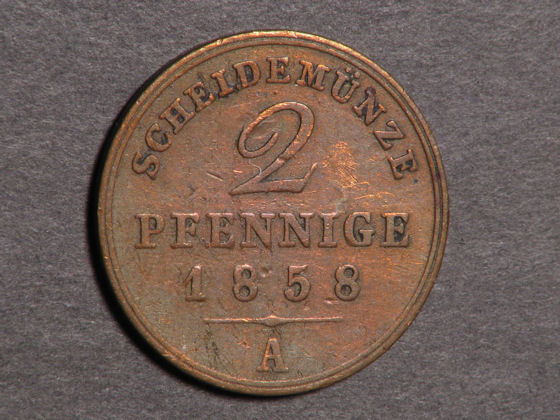 SCHEIDEMÜNZE
2
PFENNIGE
1858
A